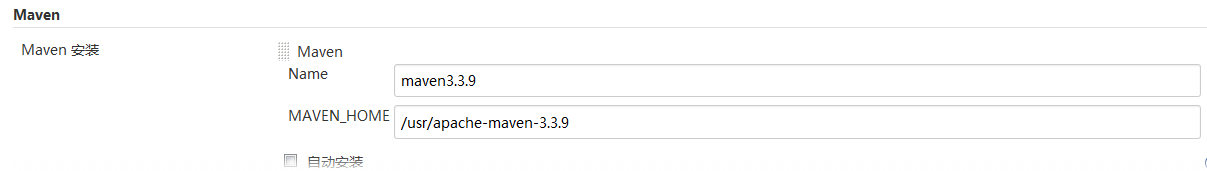 Maven
Maven 安装
Maven
Name
maven3.3.9
MAVEN_HOME
/usr/apache-maven-3.3.9
自动安装